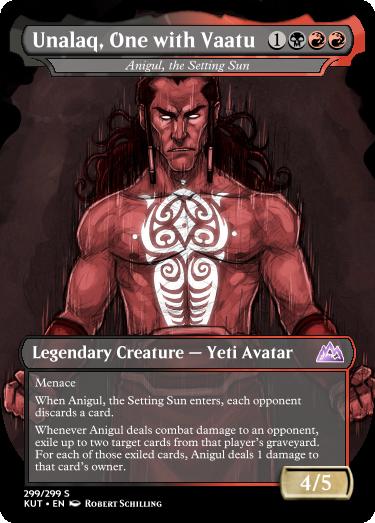 Unalaq, One with Vaatu 1
Anigul, the Setting Sun
Legendary Creature — Yeti Avatar
Menace
When Anigul, the Setting Sun enters, each opponent
discards a card.
Whenever Anigul deals combat damage to an opponent,
exile up to two target cards from that player's graveyard.
For each of those exiled cards, Anigul deals 1 damage to
that card's owner.
4/5
299/299 S
KUT • EN Robert Schilling